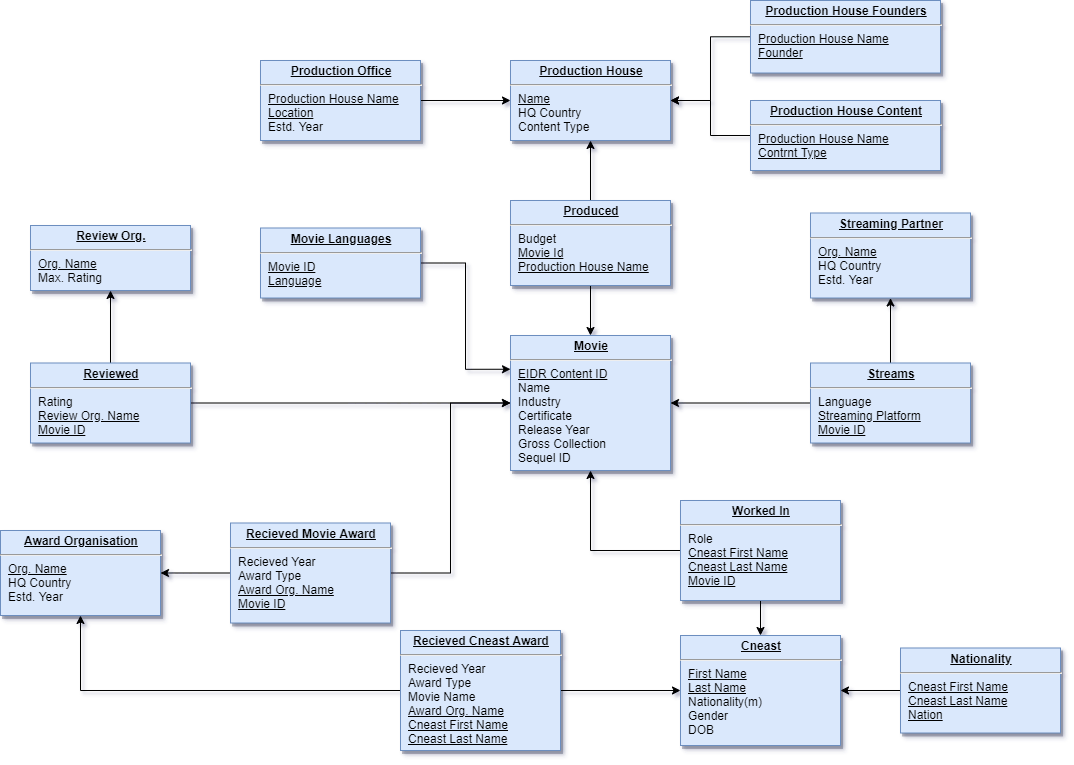 Production House Founders
Production House Name
Founder
Production Office
Production House Name
Location
Estd. Year
Production House
Name
HQ Country
Content Type
Production House Content
Production House Name
Contrnt Type
Produced
Budget
Movie Id
Production House Name
Review Org.
Org. Name
Max. Rating
Movie Languages
Movie ID
Language
Streaming Partner
Org. Name
HQ Country
Estd. Year
Movie
EIDR Content ID
Name
Industry
Certificate
Release Year
Gross Collection
Sequel ID
Reviewed
Rating
Review Org. Name
Movie ID
Streams
Language
Streaming Platform
Movie ID
Worked In
Role
Cneast First Name
Cneast Last Name
Movie ID
Award Organisation
Org. Name
HQ Country
Estd. Year
Recieved Movie Award
Recieved Year
Award Type
Award Org. Name
Movie ID
Recieved Cneast Award
Recieved Year
Award Type
Movie Name
Award Org. Name
Cneast First Name
Cneast Last Name
Cneast
First Name
Last Name
Nationality(m)
Gender
DOB
Nationality
Cneast First Name
Cneast Last Name
Nation